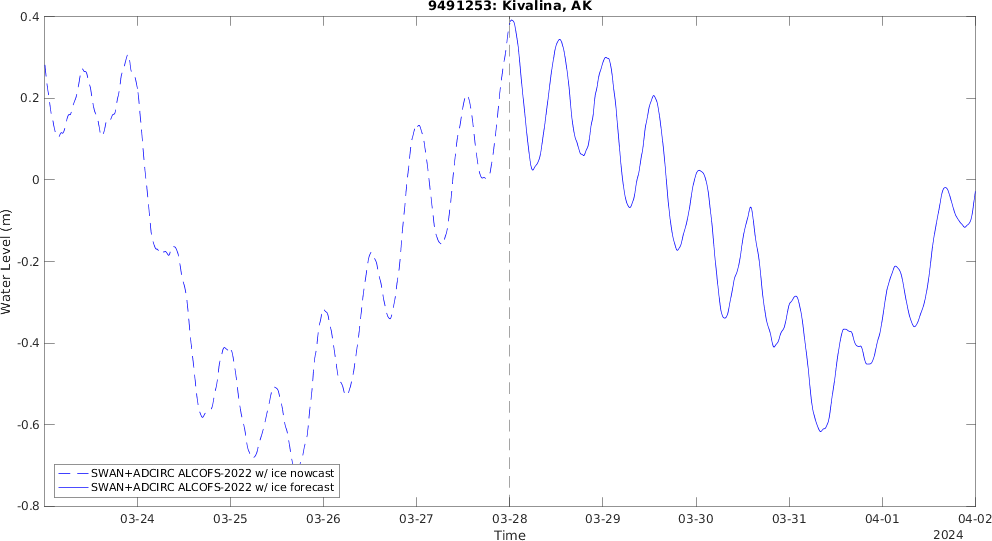 9491253: Kivalina, AK
0.4
0.2
0
-0.2
-0.4
-0.6
-0.8
Water Level (m)
SWAN+ADCIRC ALCOFS-2022 w/ ice nowcast
SWAN+ADCIRC ALCOFS-2022 w/ ice forecast
03-24 03-25 03-26 03-27 03-28 03-29 03-30 03-31 04-01 04-02
Time
2024